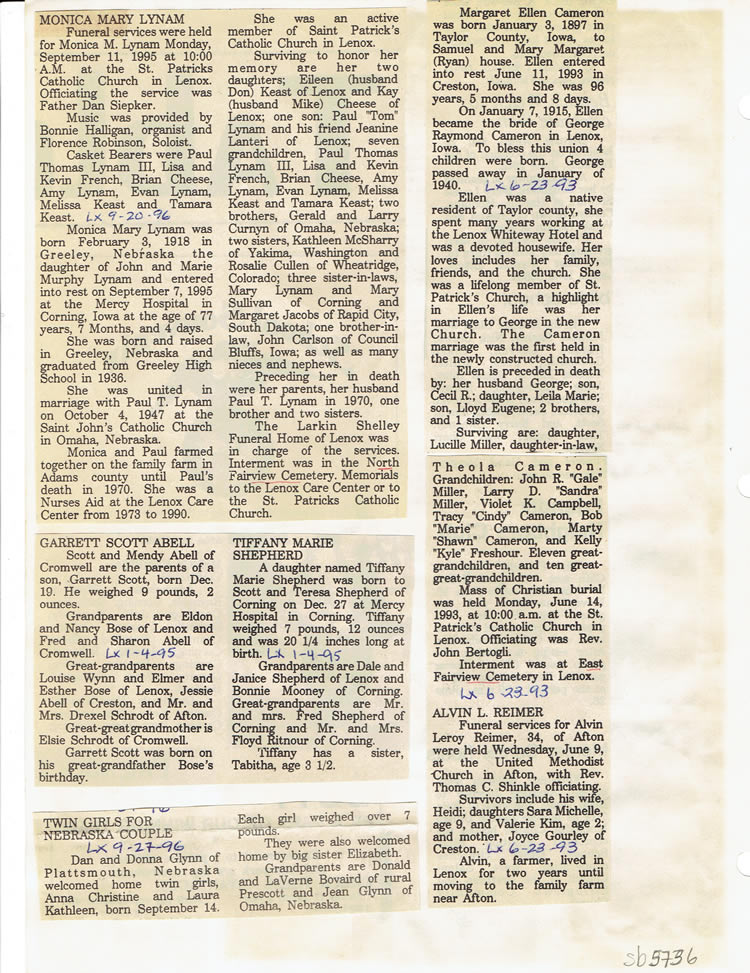 MONICA MARY LYNAM
Funeral services were held
for Monica M. Lynam Monday,
September 11, 1995 at 10:00
A.M. at the St. Patricks
Catholic Church in Lenox.
Officiating the service was
Father Dan Siepker.
Music was provided by
Bonnie Halligan, organist and
Florence Robinson, Soloist.
Casket Bearers were Paul
Thomas Lynam III, Lisa and
Kevin French, Brian Cheese,
Amy Lynam, Evan Lynam,
Melissa Keast and Tamara
Keast. Lx 9-20-96
Monica Mary Lynam was
born February 3, 1918 in
Greeley, Nebraska the
daughter of John and Marie
Murphy Lynam and entered
into rest on September 7, 1995
at the Mercy Hospital in
Corning, Iowa at the age of 77
years, 7 Months, and 4 days.
She was born and raised
in Greeley, Nebraska and
graduated from Greeley High
School in 1936.
She was united in
marriage with Paul T. Lynam
on October 4, 1947 at the
Saint John's Catholic Church
in Omaha, Nebraska.
Monica and Paul farmed
together on the family farm in
Adams county until Paul's
death in 1970. She was a
Nurses Aid at the Lenox Care
Center from 1973 to 1990.
She was an active
member of Saint Patrick's
Catholic Church in Lenox.
Surviving to honor her
memory are her two
daughters; Eileen (husband
Don) Keast of Lenox and Kay
(husband Mike) Cheese of
Lenox; one son: Paul "Tom"
Lynam and his friend Jeanine
Lanteri of Lenox; seven
grandchildren, Paul Thomas
Lynam III, Lisa and Kevin
French, Brian Cheese, Amy
Lynam, Evan Lynam, Melissa
Keast and Tamara Keast; two
brothers, Gerald and Larry
Curnyn of Omaha, Nebraska;
two sisters, Kathleen McSharry
of Yakima, Washington and
Rosalie Cullen of Wheatridge,
Colorado; three sister-in-laws,
Mary Lynam and Mary
Sullivan of Corning and
Margaret Jacobs of Rapid City,
South Dakota; one brother-in-
law, John Carlson of Council
Bluffs, Iowa; as well as many
nieces and nephews.
Preceding her in death
were her parents, her husband
Paul T. Lynam in 1970, one
brother and two sisters.
The Larkin Shelley
Funeral Home of Lenox was
in charge of the services.
Interment was in the North
Fairview Cemetery. Memorials
to the Lenox Care Center or to
the St. Patricks Catholic
Church.
GARRETT SCOTT ABELL
Scott and Mendy Abell of
Cromwell are the parents of a
son, Garrett Scott, born Dec.
19. He weighed 9 pounds, 2
ounces.
Grandparents are Eldon
and Nancy Bose of Lenox and
Fred and Sharon Abell of
Cromwell. Lx 1-4-95
Great-grandparents are
Louise Wynn and Elmer and
Esther Bose of Lenox, Jessie
Abell of Creston, and Mr. and
Mrs. Drexel Schrodt of Afton.
Great-great grandmother is
Elsie Schrodt of Cromwell.
Garrett Scott was born on
his great-grandfather Bose's
birthday.
TIFFANY MARIE
SHEPHERD
A daughter named Tiffany
Marie Shepherd was born to
Scott and Teresa Shepherd of
Corning on Dec. 27 at Mercy
Hospital in Corning. Tiffany
weighed 7 pounds, 12 ounces
and was 20 1/4 inches long at
birth. Lx 1-4-95
Grandparents are Dale and
Janice Shepherd of Lenox and
Bonnie Mooney of Corning.
Great-grandparents are Mr.
and mrs. Fred Shepherd of
Corning and Mr. and Mrs.
Floyd Ritnour of Corning.
Tiffany has a sister,
Tabitha, age 3 1/2.
TWIN GIRLS FOR
NEBRASKA COUPLE
Lx 9-27-96
Dan and Donna Glynn of
Plattsmouth, Nebraska
welcomed home twin girls,
Anna Christine and Laura
Kathleen, born September 14.
Each girl weighed over 7
pounds.
They were also welcomed
home by big sister Elizabeth.
Grandparents are Donald
and LaVerne Bovaird of rural
Prescott and Jean Glynn of
Omaha, Nebraska.
Margaret Ellen Cameron
was born January 3, 1897 in
Taylor County, Iowa, to
Samuel and Mary Margaret
(Ryan) house. Ellen entered
into rest June 11, 1993 in
Creston, Iowa. She was 96
years, 5 months and 8 days.
On January 7, 1915, Ellen
became the bride of George
Raymond Cameron in Lenox,
Iowa. To bless this union 4
children were born. George
passed away in January of
1940. Lx 6-23-93
Ellen was a native
resident of Taylor county, she
spent many years working at
the Lenox Whiteway Hotel and
was a devoted housewife. Her
loves includes her family,
friends, and the church. She
was a lifelong member of St.
Patrick's Church, a highlight
in Ellen's life was her
marriage to George in the new
Church. The Cameron
marriage was the first held in
the newly constructed church.
Ellen is preceded in death
by: her husband George; son,
Cecil R.; daughter, Leila Marie;
son, Lloyd Eugene; 2 brothers,
and 1 sister.
Surviving are: daughter,
Lucille Miller, daughter-in-law,
Theola Cameron.
Grandchildren: John R. "Gale"
Miller, Larry D. "Sandra"
Miller, Violet K. Campbell,
Tracy "Cindy" Cameron, Bob
"Marie" Cameron, Marty
"Shawn" Cameron, and Kelly
"Kyle" Freshour. Eleven great-
grandchildren, and ten great-
great-grandchildren.
Mass of Christian burial
was held Monday, June 14,
1993, at 10:00 a.m. at the St.
Patrick's Catholic Church in
Lenox. Officiating was Rev.
John Bertogli.
Interment was at East
Fairview Cemetery in Lenox.
Lx 6-23-93
ALVIN L. REIMER
Funeral services for Alvin
Leroy Reimer, 34, of Afton
were held Wednesday, June 9,
at the United Methodist
Church in Afton, with Rev.
Thomas C. Shinkle officiating.
Survivors include his wife,
Heidi; daughters Sara Michelle,
age 9, and Valerie Kim, age 2;
and mother, Joyce Gourley of
Creston. Lx 6-23-93
Alvin, a farmer, lived in
Lenox for two years until
moving to the family farm
near Afton.
sb5736